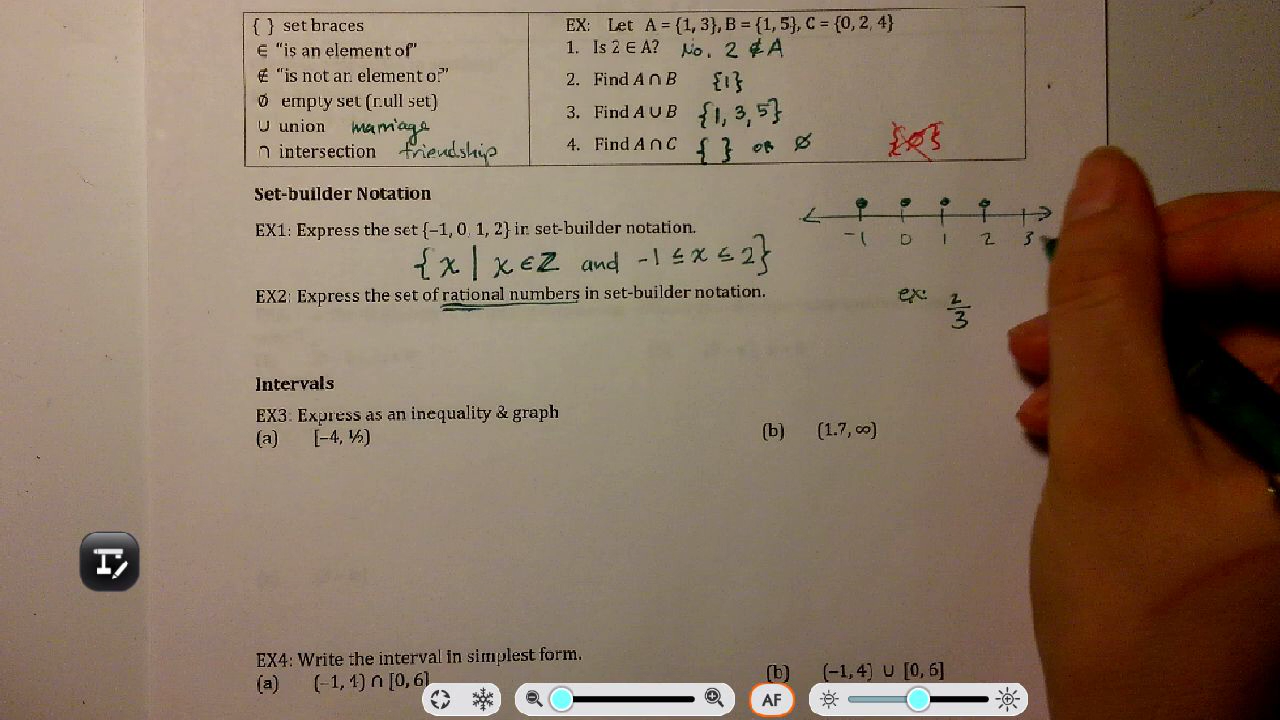 { } set braces
∈ "is an element of"
∉ "is not an element of"
∅ empty set (null set)
∪ union marriage
∩ intersection friendship
EX: Let A = {1, 3}, B = {1, 5}, C = {0, 2, 4}
1. Is 2 ∈ A? No. 2 ∉ A
2. Find A ∩ B {1}
3. Find A ∪ B {1, 3, 5}
4. Find A ∩ C { } or ∅ {∅}
Set-builder Notation
EX1: Express the set {−1, 0, 1, 2} in set-builder notation.
-1 0 1 2 3
{x | x ∈ Z and -1 ≤ x ≤ 2}
EX2: Express the set of rational numbers in set-builder notation. ex: 2/3
Intervals
EX3: Express as an inequality & graph
(a) [−4, ½)
(b) (1.7, ∞)
EX4: Write the interval in simplest form.
(a) (−1, 4) ∩ [0, 6]
(b) (−1, 4) ∪ [0, 6]
AF